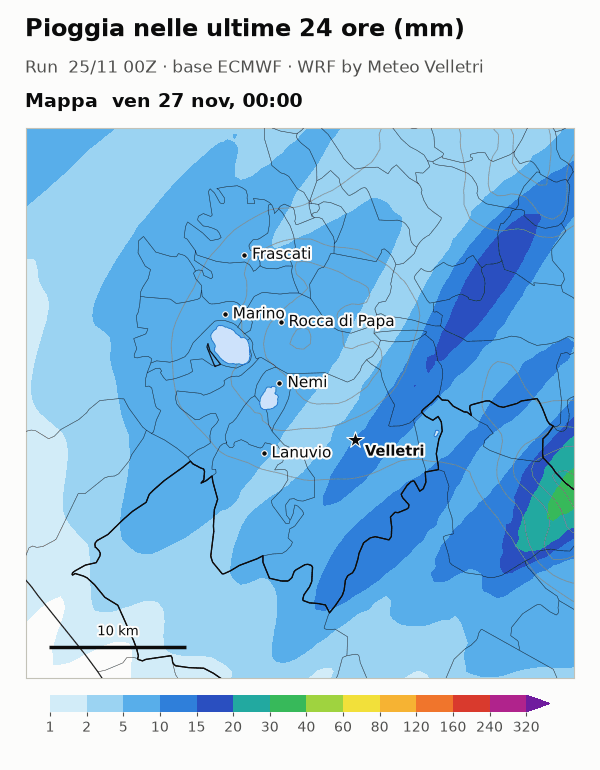 Pioggia nelle ultime 24 ore (mm)
Run  25/11 00Z · base ECMWF · WRF by Meteo Velletri
Mappa  ven 27 nov, 00:00
Frascati
Marino
Rocca di Papa
Nemi
Velletri
Lanuvio
10 km
1 2 5 10 15 20 30 40 60 80 120 160 240 320